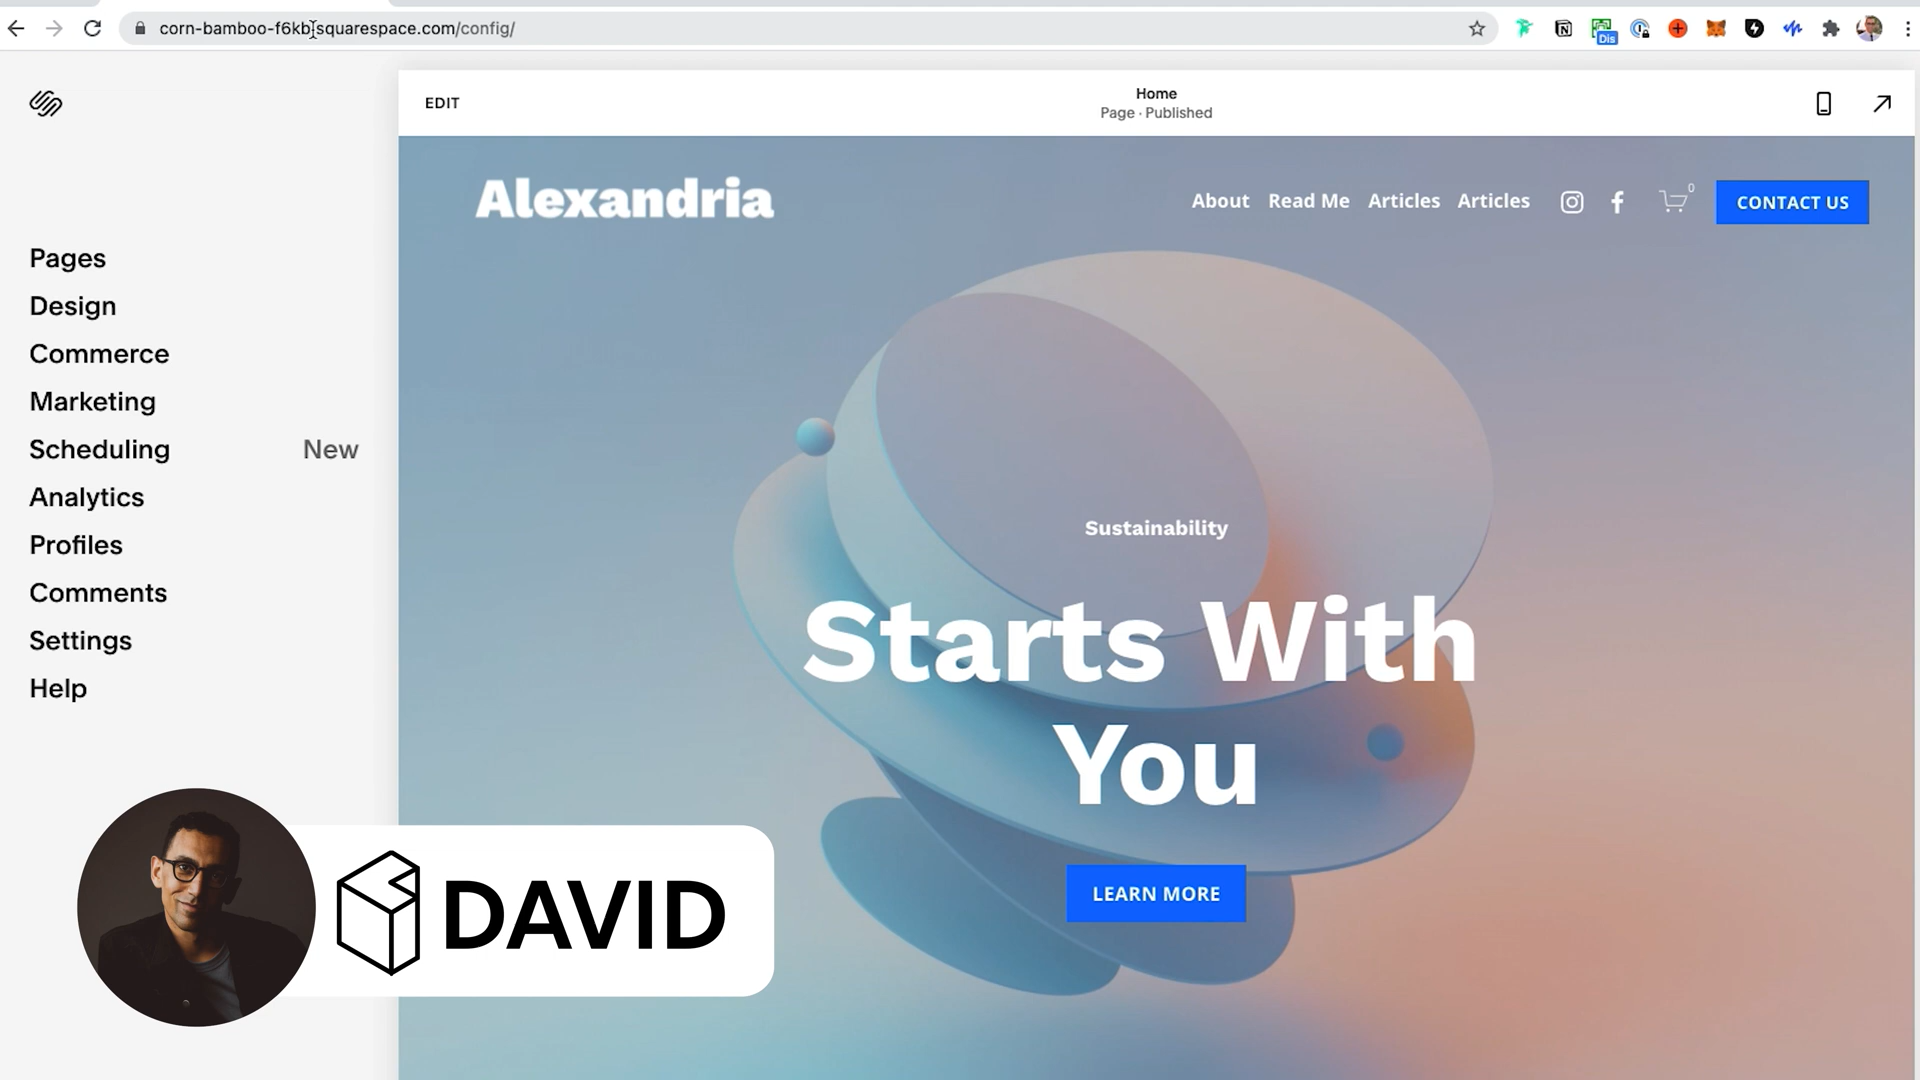 corn-bamboo-f6kb.squarespace.com/config/
Dis
EDIT
Home
Page · Published
Alexandria
About Read Me Articles Articles
0
CONTACT US
Pages
Design
Commerce
Marketing
Scheduling New
Analytics
Profiles
Comments
Settings
Help
Sustainability
Starts With
You
LEARN MORE
DAVID